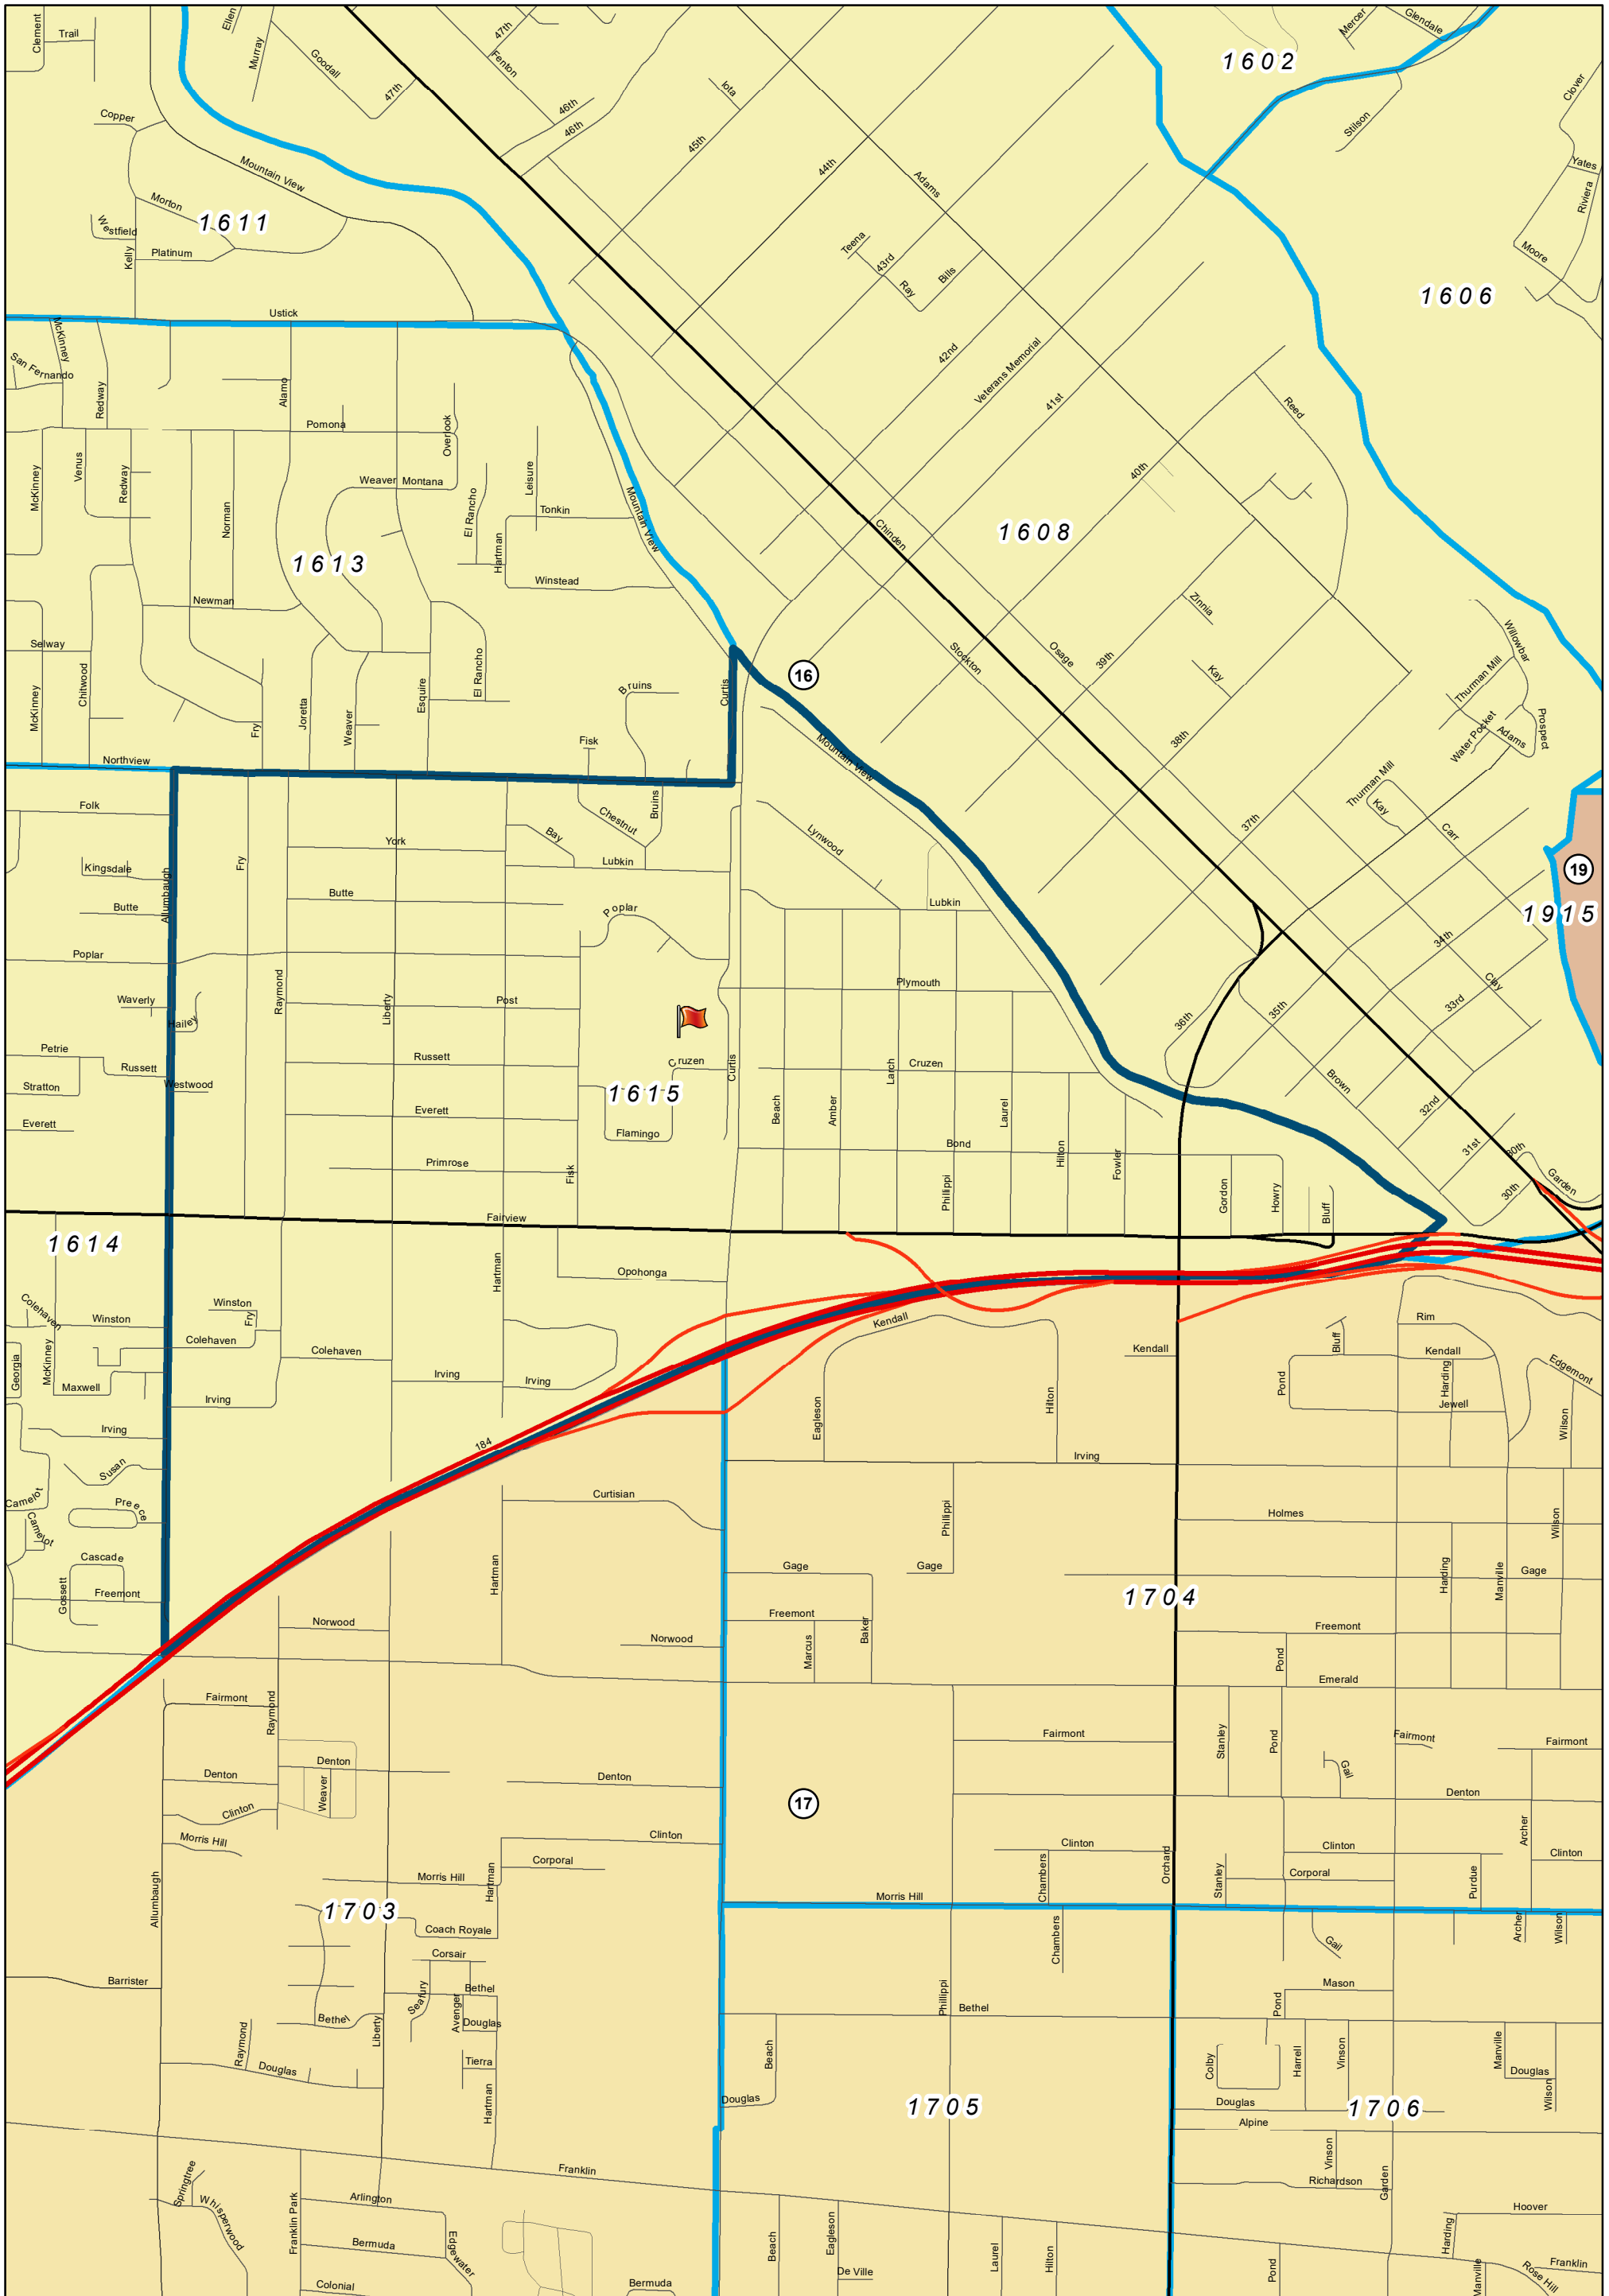 Clement
Trail
Ellen
Murray
Goodall
47th
47th
Fenton
46th
46th
Iota
45th
44th
Adams
1602
Mercer
Glendale
Stilson
Clover
Yates
Riviera
Moore
1606
Copper
Mountain View
Morton
1611
Westfield
Kelly
Platinum
Teena
43rd
Ray
Bills
Ustick
McKinney
San Fernando
Redway
Alamo
Pomona
Overlook
42nd
Veterans Memorial
41st
Reed
McKinney
Venus
Redway
Norman
Weaver
Montana
El Rancho
Leisure
Tonkin
Hartman
Mountain View
Winstead
1613
Chinden
1608
40th
Newman
Zinnia
Selway
Chitwood
McKinney
Fry
Joretta
Weaver
Esquire
El Rancho
Bruins
Curtis
Fisk
16
Stockton
Osage
39th
Kay
38th
Willowbar
Thurman Mill
Water Pocket
Adams
Prospect
Northview
Mountain View
Thurman Mill
Kay
Carr
37th
Folk
Kingsdale
Butte
Allumbaugh
Fry
York
Bay
Chestnut
Bruins
Lubkin
Lynwood
Lubkin
19
1915
Butte
Poplar
Poplar
34th
Clay
33rd
Waverly
Hailey
Raymond
Liberty
Post
Plymouth
36th
35th
Petrie
Russett
Stratton
Westwood
Russett
Cruzen
Curtis
1615
Larch
Cruzen
Brown
32nd
Everett
Everett
Flamingo
Beach
Amber
Laurel
Bond
Hilton
Fowler
31st
30th
30th
Garden
Primrose
Fisk
Phillippi
Gordon
Howry
Bluff
Fairview
1614
Hartman
Opohonga
Colehaven
Winston
Winston
Fry
Colehaven
Colehaven
Georgia
McKinney
Maxwell
Irving
Irving
Irving
Irving
Kendall
Kendall
Rim
Bluff
Kendall
Harding
Edgemont
Pond
Jewell
Eagleson
Hilton
Wilson
Irving
184
Susan
Camelot
Preece
Camelot
Curtisian
Phillippi
Holmes
Wilson
Cascade
Freemont
Gossett
Hartman
Gage
Gage
Harding
Manville
Gage
1704
Norwood
Norwood
Freemont
Marcus
Baker
Freemont
Pond
Emerald
Fairmont
Raymond
Fairmont
Stanley
Pond
Gail
Fairmont
Fairmont
Denton
Denton
Weaver
Denton
Denton
Clinton
17
Archer
Morris Hill
Clinton
Clinton
Clinton
Clinton
Corporal
Corporal
Morris Hill
Hartman
Chambers
Orchard
Stanley
Purdue
Allumbaugh
1703
Morris Hill
Coach Royale
Chambers
Gail
Archer
Wilson
Corsair
Barrister
Seafury
Bethel
Avenger
Douglas
Bethel
Liberty
Phillippi
Bethel
Mason
Pond
Raymond
Douglas
Tierra
Hartman
Beach
Douglas
Colby
Harrell
Vinson
Manville
Douglas
Wilson
1705
Douglas
1706
Alpine
Franklin
Vinson
Richardson
Garden
Springtree
Whisperwood
Franklin Park
Arlington
Bermuda
Edgewater
Colonial
Bermuda
Beach
Eagleson
De Ville
Laurel
Hilton
Pond
Harding
Hoover
Manville
Rose Hill
Franklin